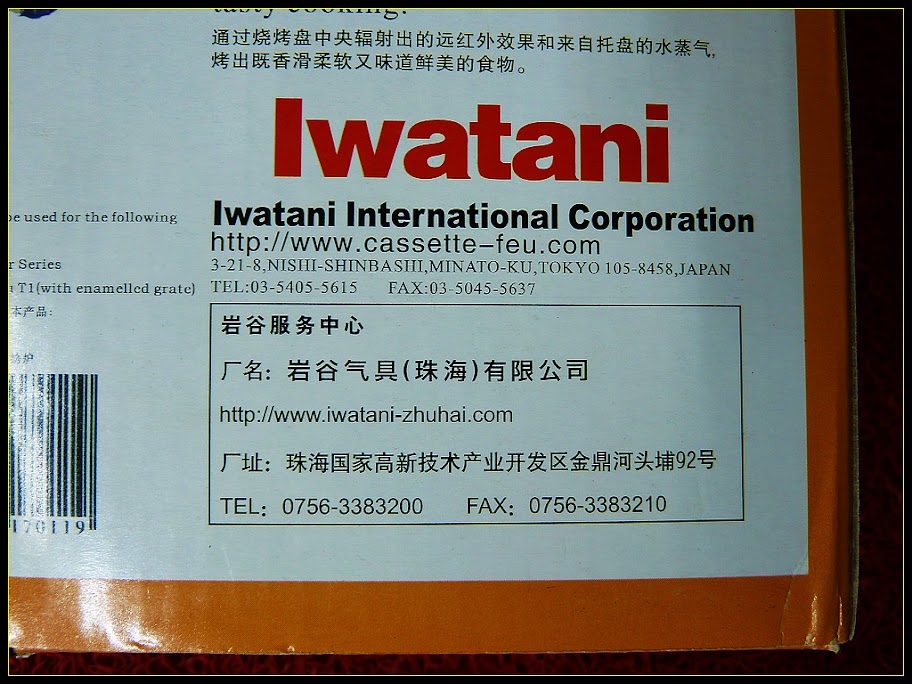 tasty cooking!
通过烧烤盘中央辐射出的远红外效果和来自托盘的水蒸气,
烤出既香滑柔软又味道鲜美的食物。
Iwatani
Iwatani International Corporation
http://www.cassette-feu.com
3-21-8,NISHI-SHINBASHI,MINATO-KU,TOKYO 105-8458,JAPAN
TEL:03-5405-5615 FAX:03-5045-5637
be used for the following
Series
T1(with enamelled grate)
本产品:
170119
岩谷服务中心
厂名: 岩谷气具(珠海)有限公司
http://www.iwatani-zhuhai.com
厂址: 珠海国家高新技术产业开发区金鼎河头埔92号
TEL: 0756-3383200 FAX: 0756-3383210